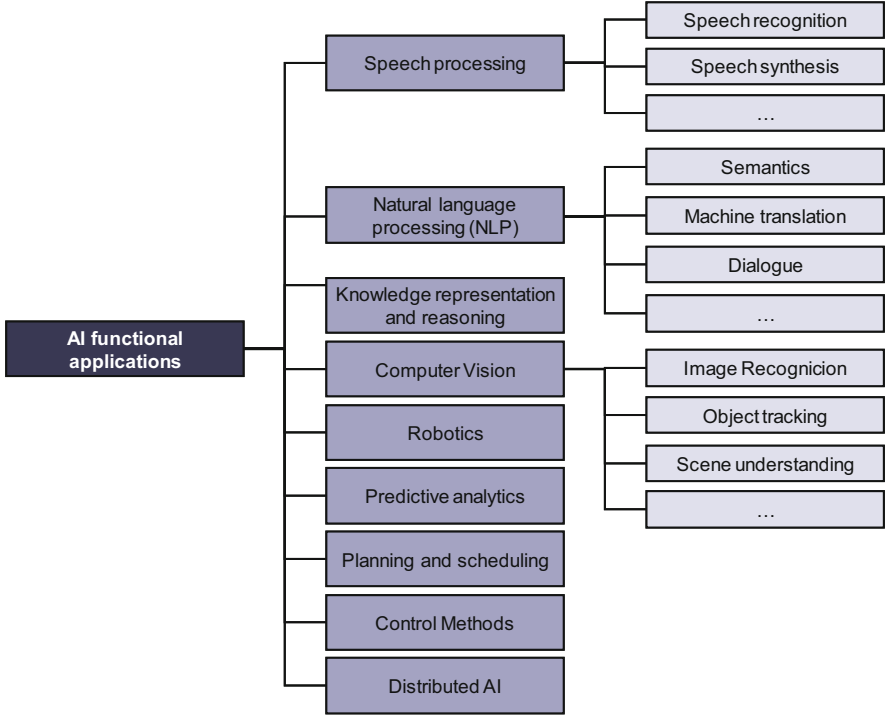 Speech recognition
Speech processing
Speech synthesis
…
Semantics
Natural language
processing (NLP)
Machine translation
Dialogue
…
Knowledge representation
and reasoning
AI functional
applications
Computer Vision
Image Recognicion
Object tracking
Scene understanding
…
Robotics
Predictive analytics
Planning and scheduling
Control Methods
Distributed AI